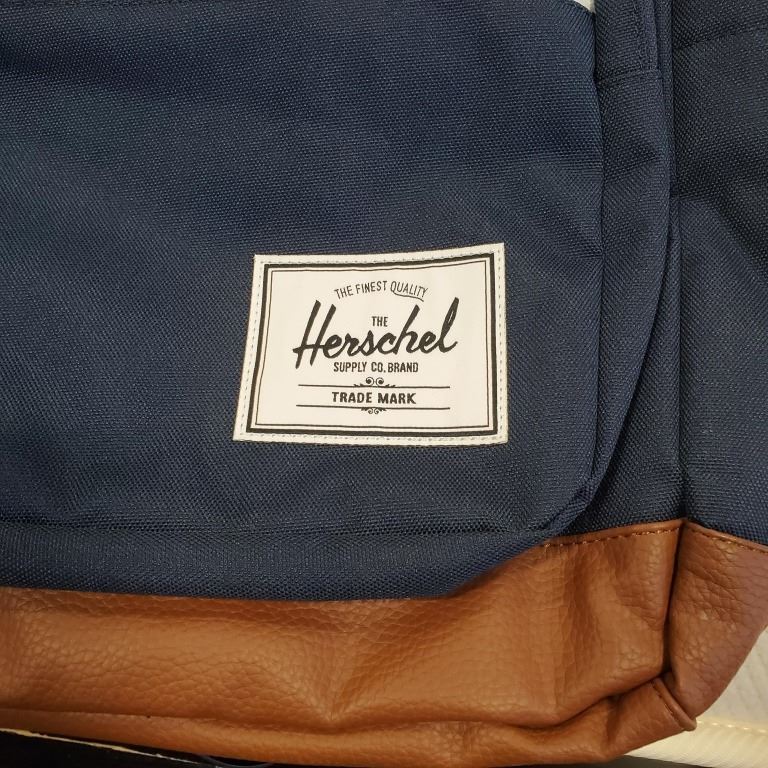 THE FINEST QUALITY
THE
Herschel
SUPPLY CO. BRAND
TRADE MARK